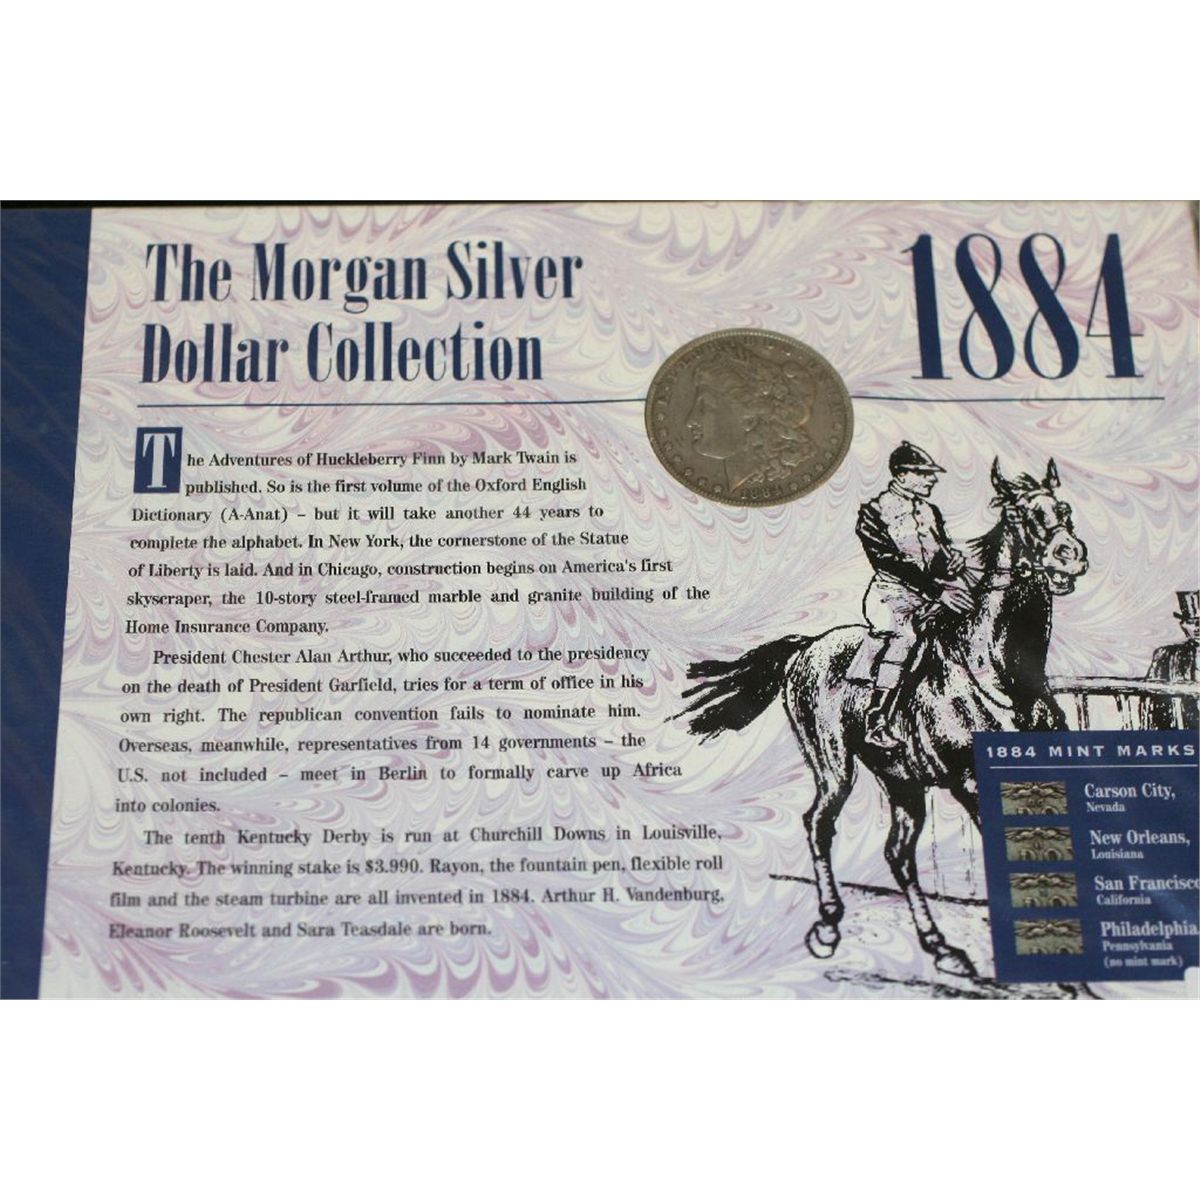 The Morgan Silver
Dollar Collection
1884
The Adventures of Huckleberry Finn by Mark Twain is
published. So is the first volume of the Oxford English
Dictionary (A-Anat) – but it will take another 44 years to
complete the alphabet. In New York, the cornerstone of the Statue
of Liberty is laid. And in Chicago, construction begins on America's first
skyscraper, the 10-story steel-framed marble and granite building of the
Home Insurance Company.
President Chester Alan Arthur, who succeeded to the presidency
on the death of President Garfield, tries for a term of office in his
own right. The republican convention fails to nominate him.
Overseas, meanwhile, representatives from 14 governments – the
U.S. not included – meet in Berlin to formally carve up Africa
into colonies.
The tenth Kentucky Derby is run at Churchill Downs in Louisville,
Kentucky. The winning stake is $3.990. Rayon, the fountain pen, flexible roll
film and the steam turbine are all invented in 1884. Arthur H. Vandenburg,
Eleanor Roosevelt and Sara Teasdale are born.
1884 MINT MARKS
Carson City,
Nevada
New Orleans,
Louisiana
San Francisco
California
Philadelphia,
Pennsylvania
(no mint mark)